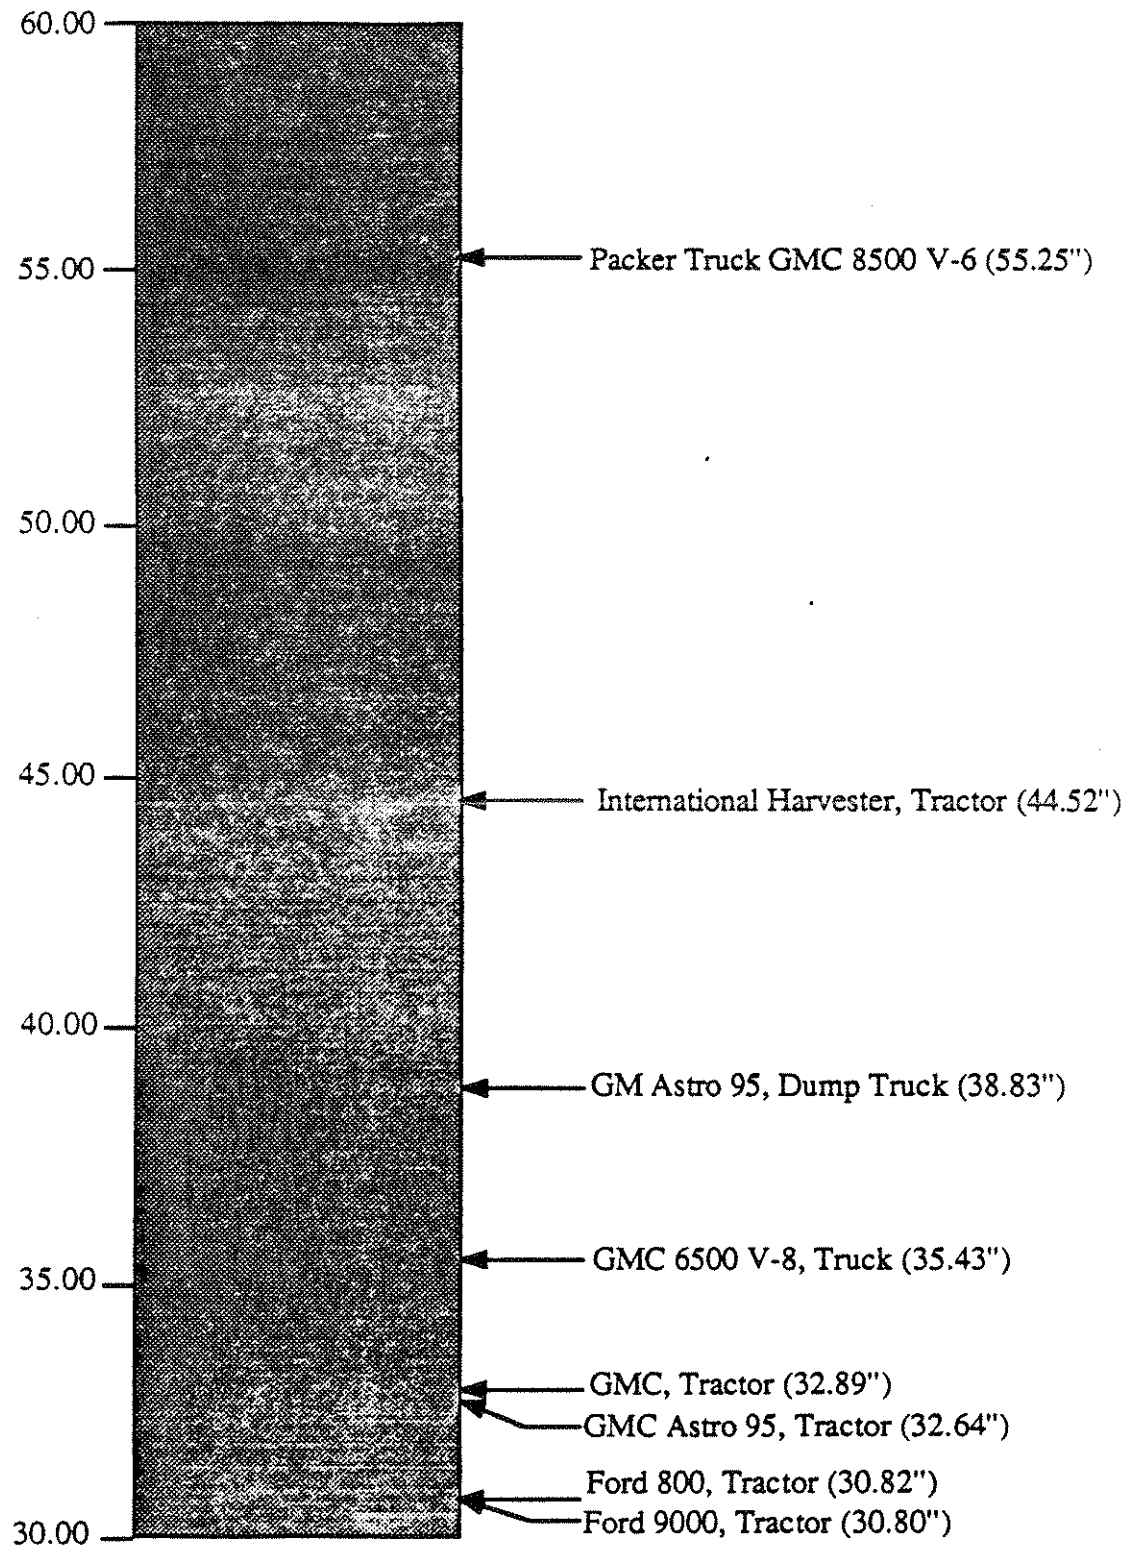 60.00
Packer Truck GMC 8500 V-6 (55.25")
55.00
50.00
45.00
International Harvester, Tractor (44.52")
40.00
GM Astro 95, Dump Truck (38.83")
GMC 6500 V-8, Truck (35.43")
35.00
GMC, Tractor (32.89")
GMC Astro 95, Tractor (32.64")
Ford 800, Tractor (30.82")
Ford 9000, Tractor (30.80")
30.00